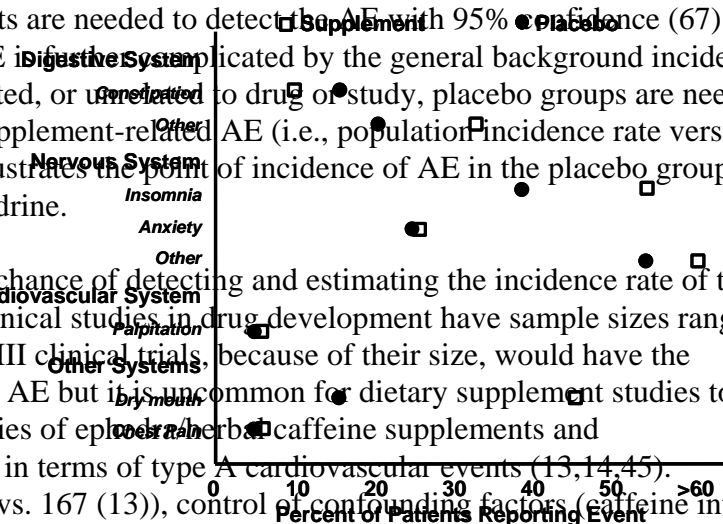 ts are needed to detect the AE with 95% confidence (67)
Supplement Placebo
E is further complicated by the general background incide
Digestive System
ted, or unrelated to drug or study, placebo groups are nee
Constipation
pplement-related AE (i.e., population incidence rate vers
Other
ustrates the point of incidence of AE in the placebo group
Nervous System
Insomnia
drine.
Anxiety
Other
chance of detecting and estimating the incidence rate of t
diovascular System
nical studies in drug development have sample sizes rang
Palpitation
III clinical trials, because of their size, would have the
Other Systems
AE but it is uncommon for dietary supplement studies to
Dry mouth
ies of ephedra/herbal caffeine supplements and
Chest Pain
in terms of type A cardiovascular events (13,14,45).
0 10 20 30 40 50 >60
vs. 167 (13)), control of confounding factors (caffeine in
Percent of Patients Reporting Event